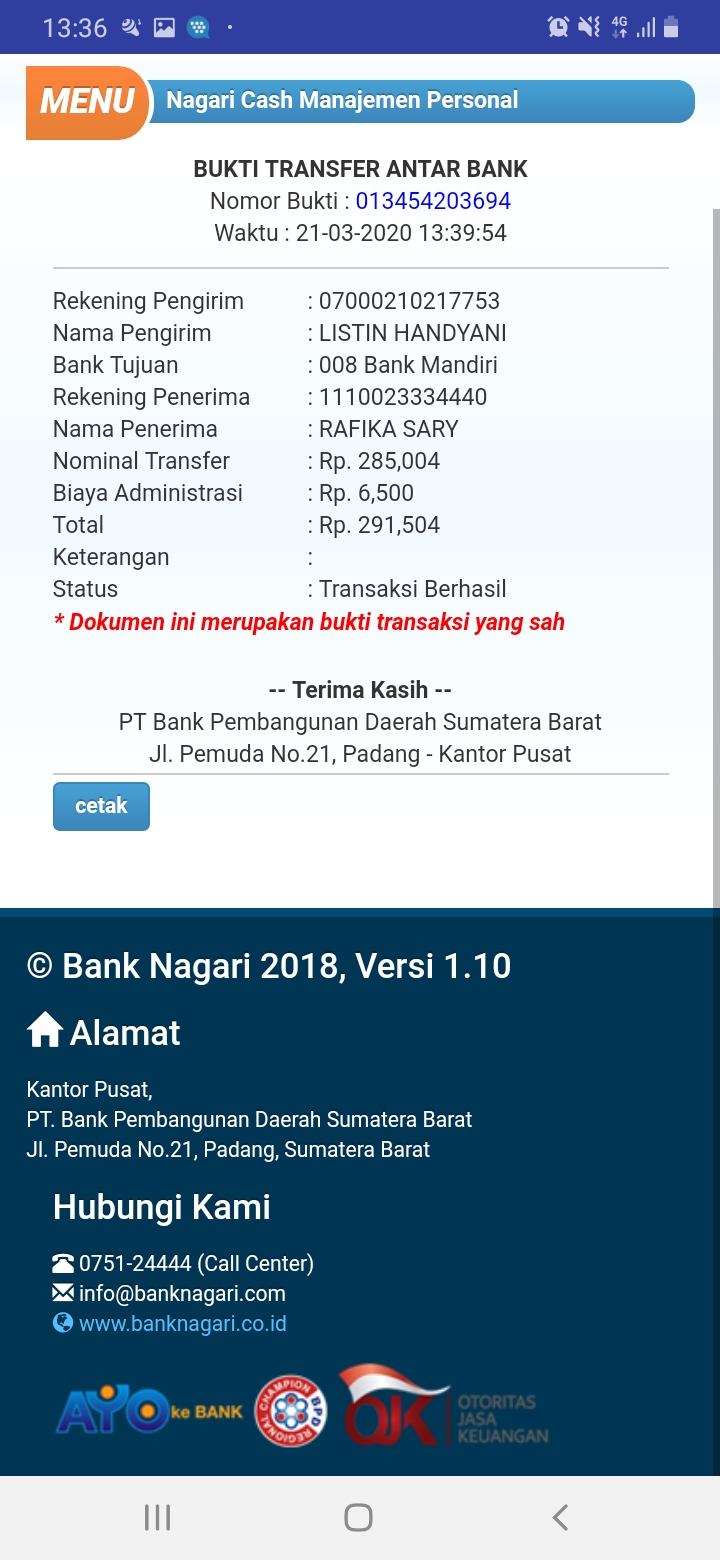 13:36
4G
MENU
Nagari Cash Manajemen Personal
BUKTI TRANSFER ANTAR BANK
Nomor Bukti : 013454203694
Waktu : 21-03-2020 13:39:54
Rekening Pengirim : 07000210217753
Nama Pengirim : LISTIN HANDYANI
Bank Tujuan : 008 Bank Mandiri
Rekening Penerima : 1110023334440
Nama Penerima : RAFIKA SARY
Nominal Transfer : Rp. 285,004
Biaya Administrasi : Rp. 6,500
Total : Rp. 291,504
Keterangan :
Status : Transaksi Berhasil
* Dokumen ini merupakan bukti transaksi yang sah
-- Terima Kasih --
PT Bank Pembangunan Daerah Sumatera Barat
Jl. Pemuda No.21, Padang - Kantor Pusat
cetak
© Bank Nagari 2018, Versi 1.10
Alamat
Kantor Pusat,
PT. Bank Pembangunan Daerah Sumatera Barat
Jl. Pemuda No.21, Padang, Sumatera Barat
Hubungi Kami
0751-24444 (Call Center)
info@banknagari.com
www.banknagari.co.id
AYO ke BANK
REGIONAL CHAMPION BPD
OJK
OTORITAS
JASA
KEUANGAN